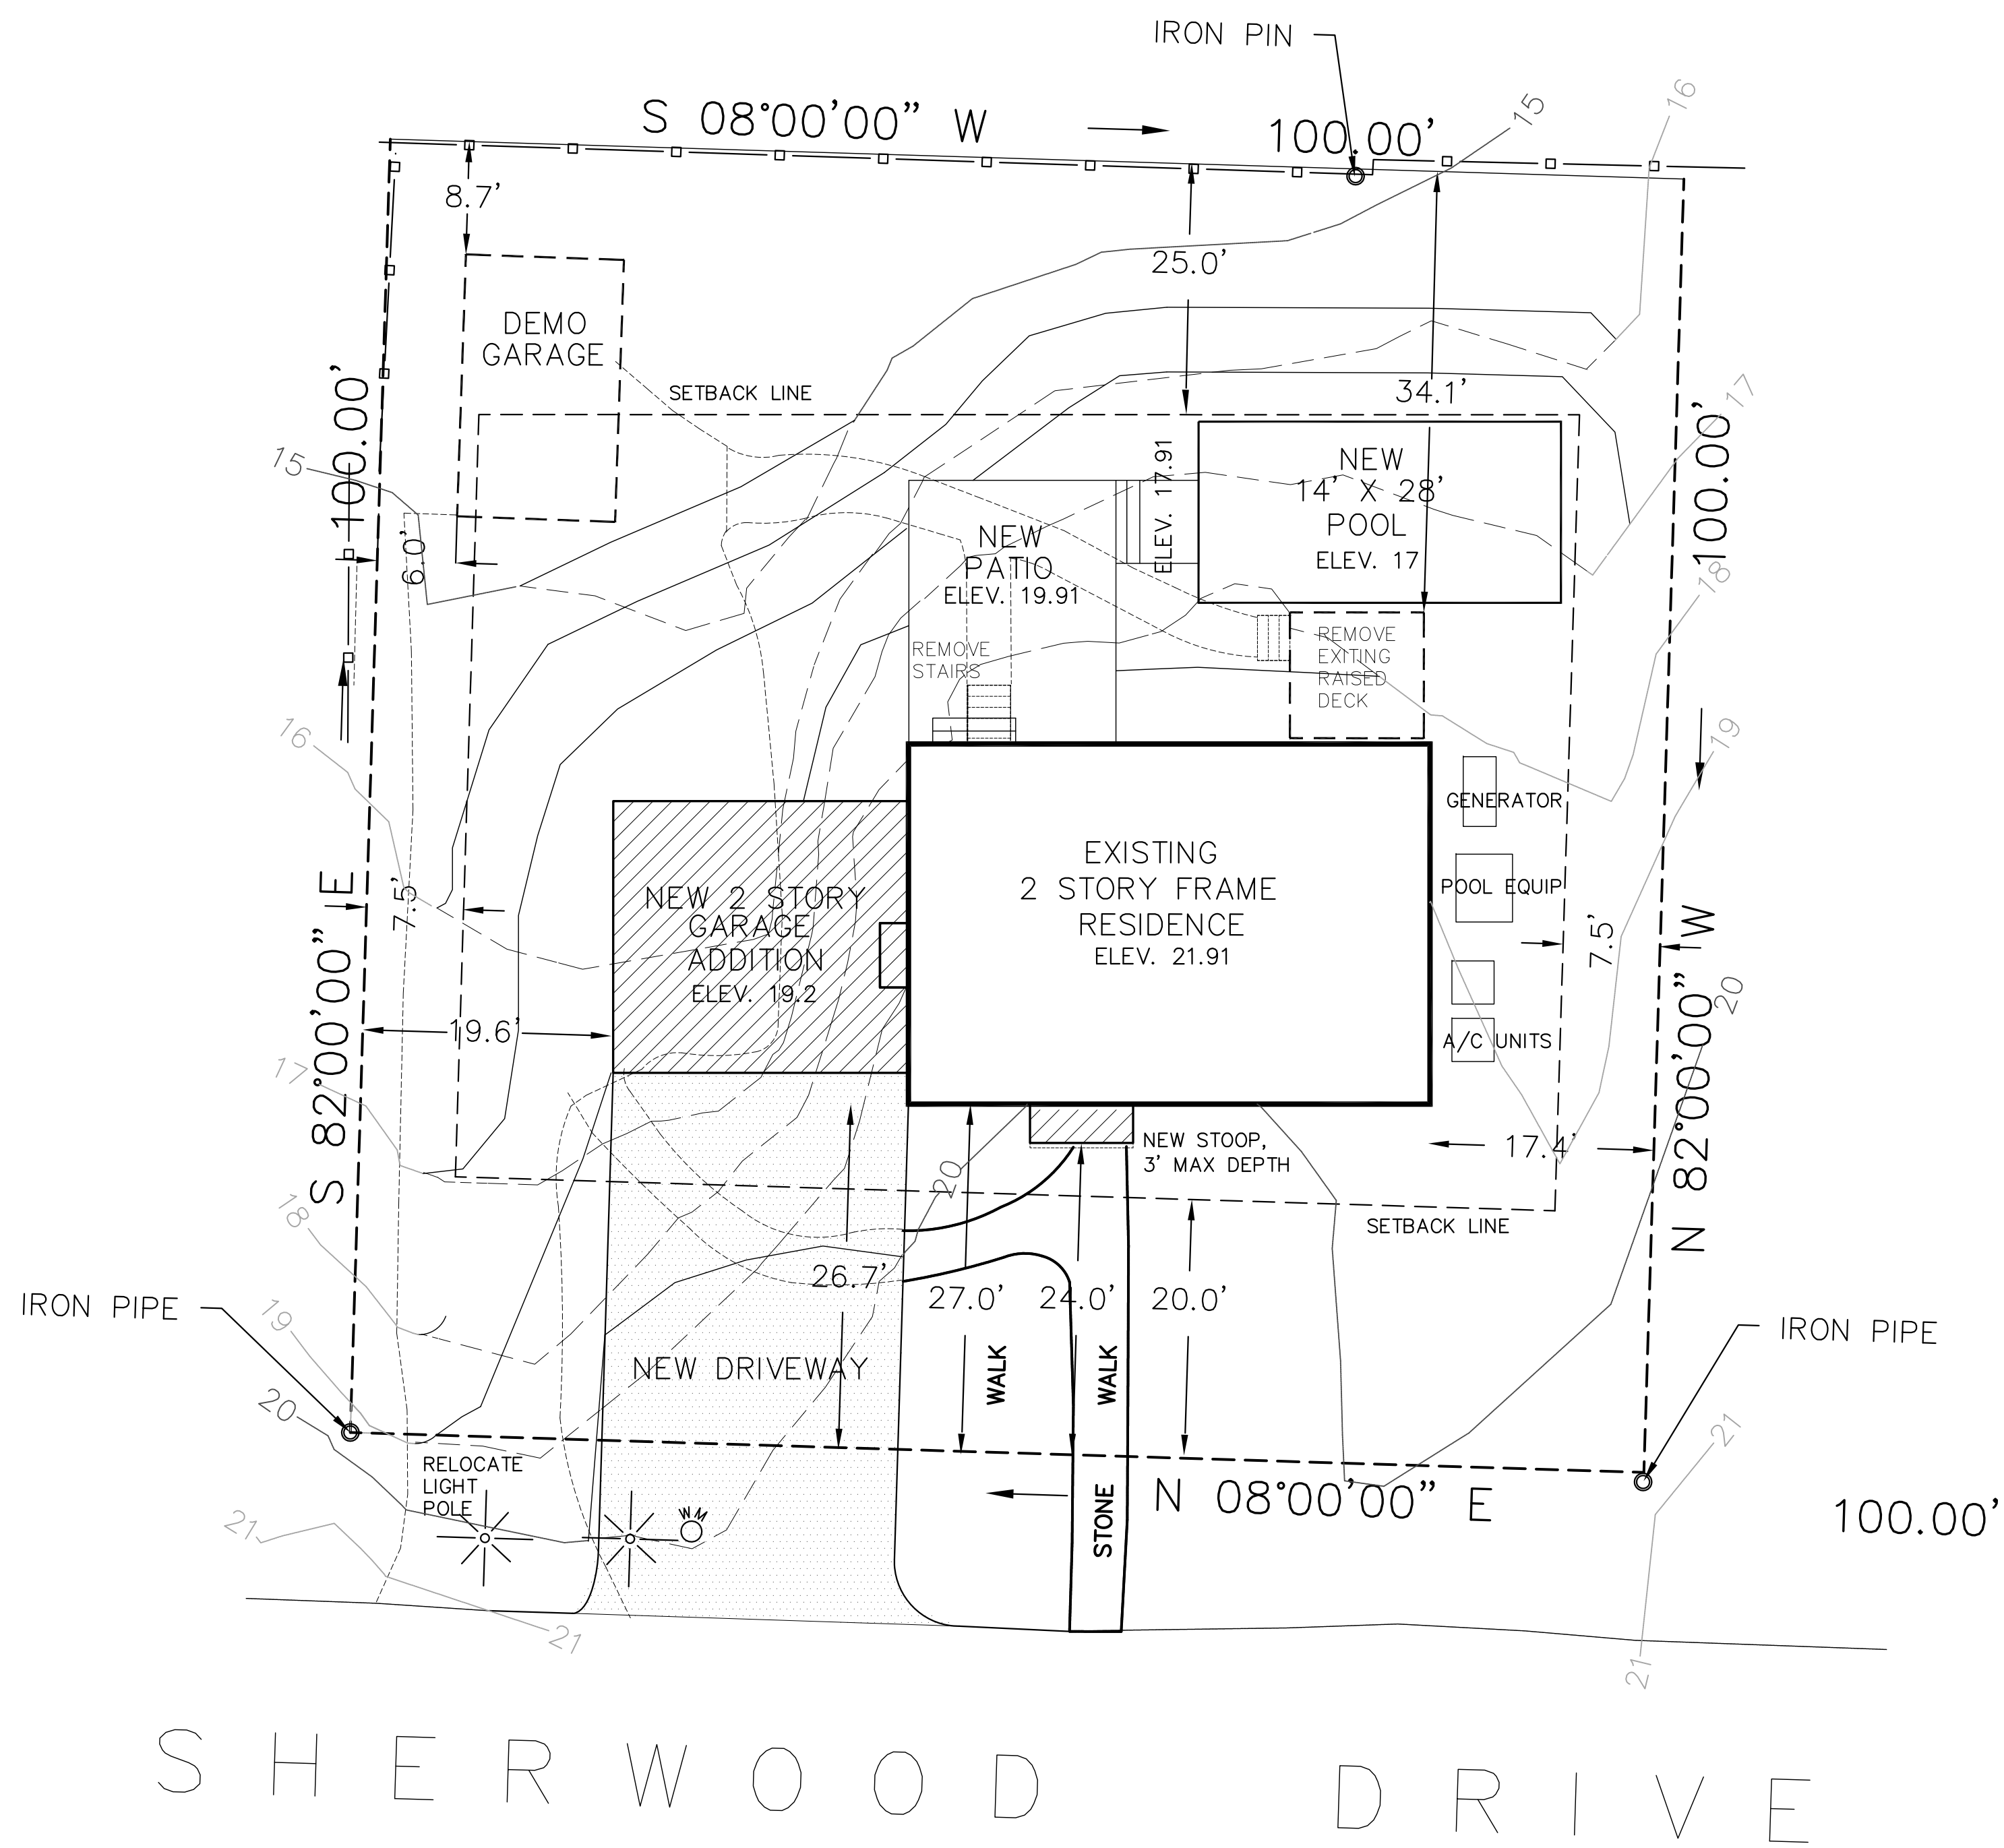 IRON PIN
S 08°00'00" W
100.00'
15
16
8.7'
25.0'
34.1'
DEMO
GARAGE
SETBACK LINE
100.00'
100.00'
17
15
6.0'
NEW
14' X 28'
POOL
ELEV. 17
ELEV. 17.91
NEW
PATIO
ELEV. 19.91
18
REMOVE
STAIRS
REMOVE
EXITING
RAISED
DECK
16
19
GENERATOR
EXISTING
2 STORY FRAME
RESIDENCE
ELEV. 21.91
NEW 2 STORY
GARAGE
ADDITION
ELEV. 19.2
7.5'
POOL EQUIP
7.5'
S 82°00'00" E
N 82°00'00" W
20
19.6'
A/C UNITS
17
NEW STOOP,
3' MAX DEPTH
17.4'
20
18
SETBACK LINE
26.7'
27.0'
24.0'
20.0'
IRON PIPE
19
IRON PIPE
NEW DRIVEWAY
WALK
WALK
20
21
RELOCATE
LIGHT
POLE
STONE
N 08°00'00" E
100.00'
21
21
21
SHERWOOD DRIVE